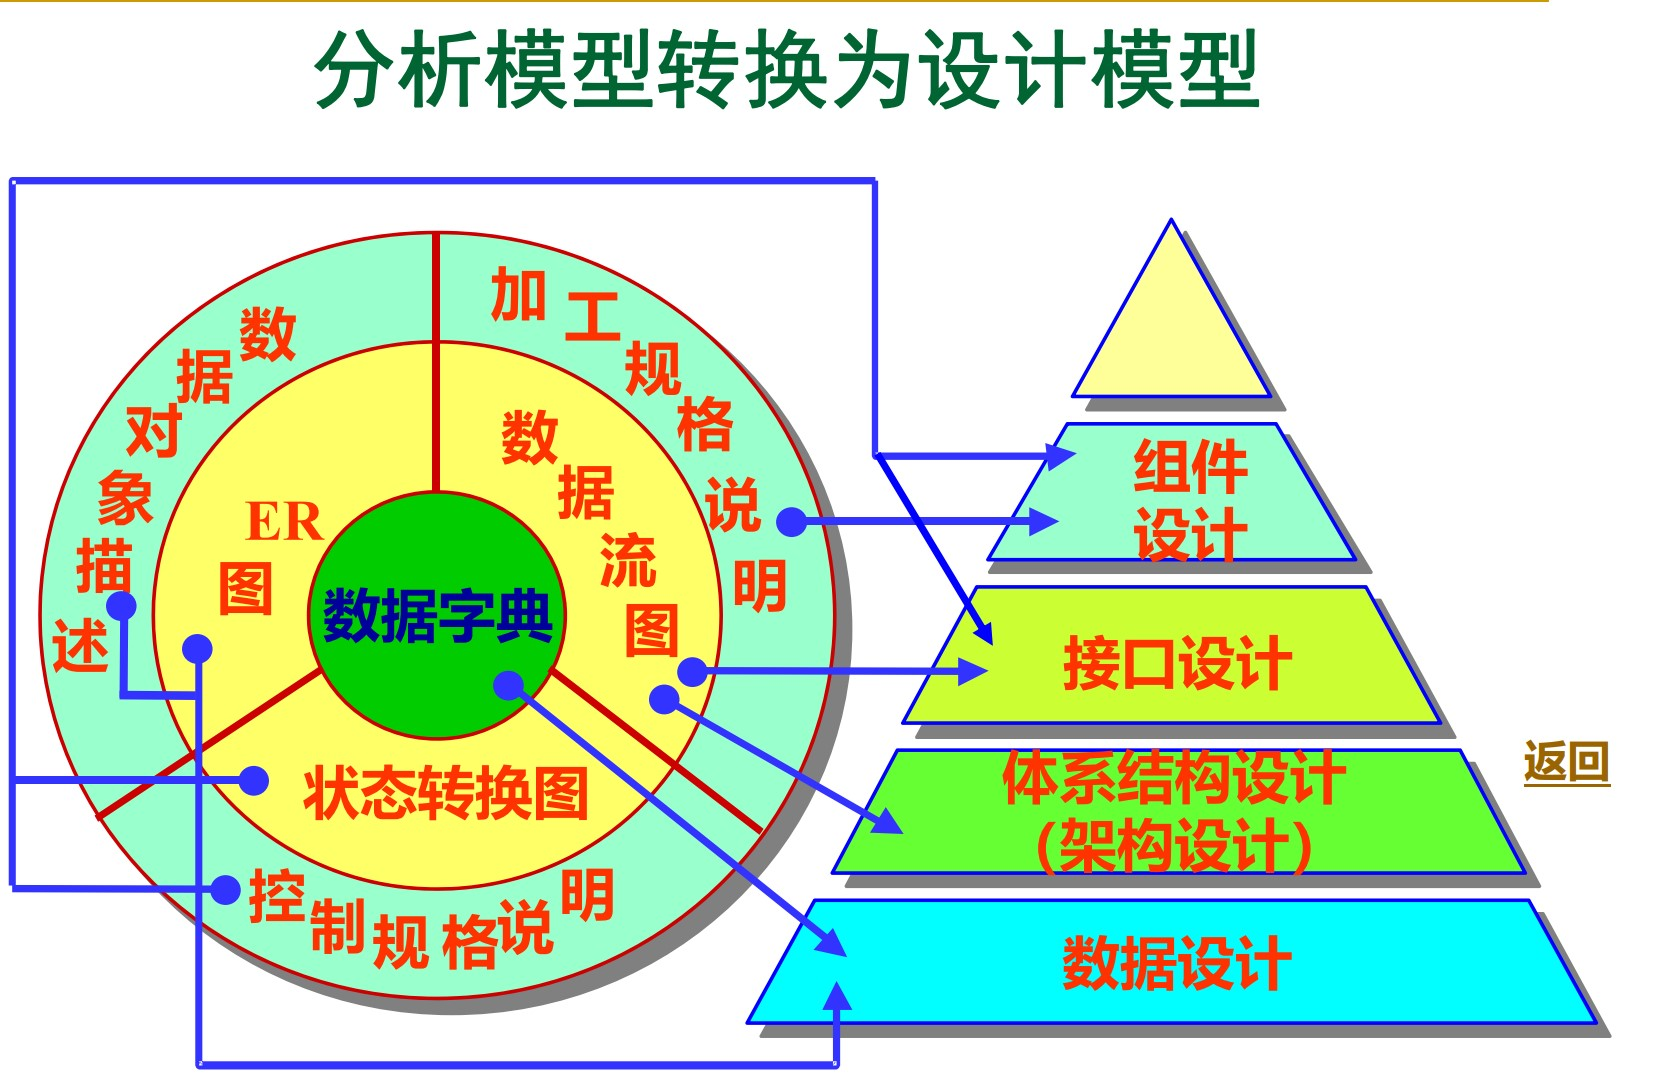 分析模型转换为设计模型
数据对象描述
ER
图
数据字典
加工规格说明
数据流图
状态转换图
控制规格说明
组件
设计
接口设计
体系结构设计
（架构设计）
数据设计
返回